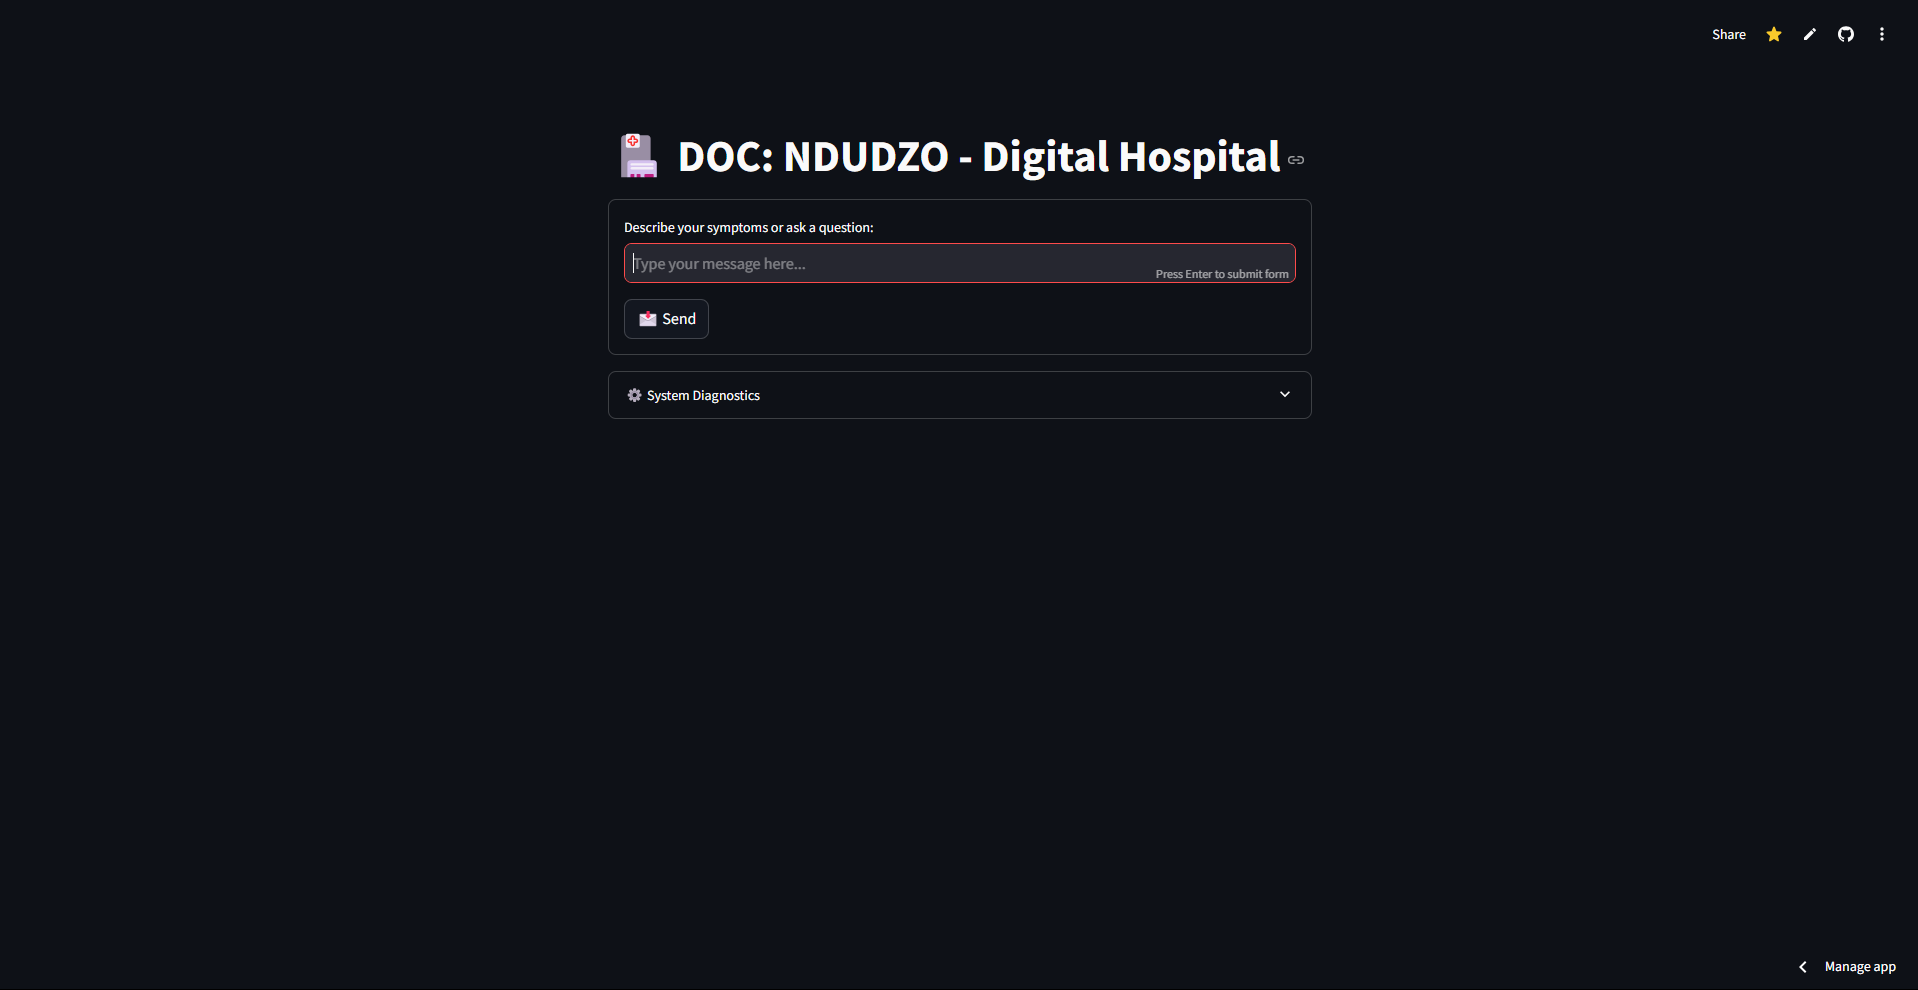 Share
DOC: NDUDZO - Digital Hospital
Describe your symptoms or ask a question:
Type your message here...
Press Enter to submit form
Send
System Diagnostics
Manage app